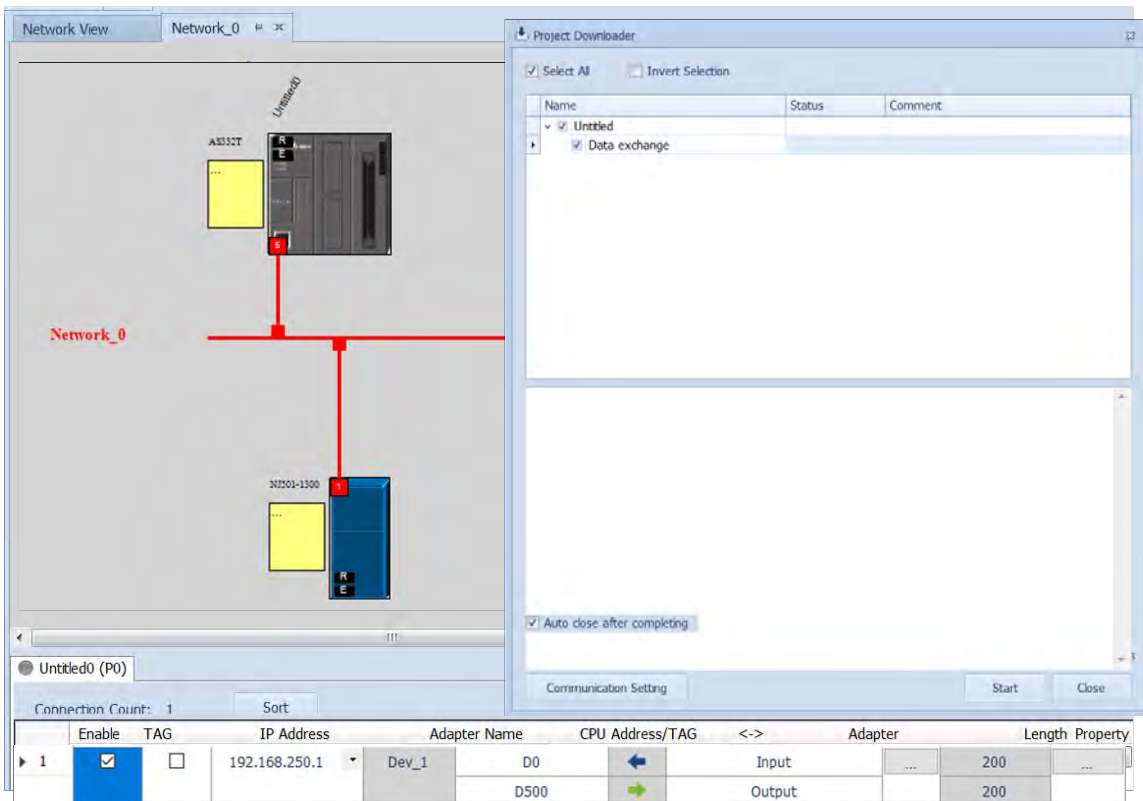 Network View
Network_0
Project Downloader
Select All
Invert Selection
Name Status Comment
Untitled
Data exchange
Untitled0
AS332T
R
E
...
S
Network_0
NJ501-1300
1
...
R
E
Auto close after completing
Untitled0 (P0)
Communication Setting
Start
Close
Connection Count: 1
Sort
Enable TAG IP Address Adapter Name CPU Address/TAG <-> Adapter Length Property
1 192.168.250.1 Dev_1 D0 Input ... 200 ...
D500 Output 200